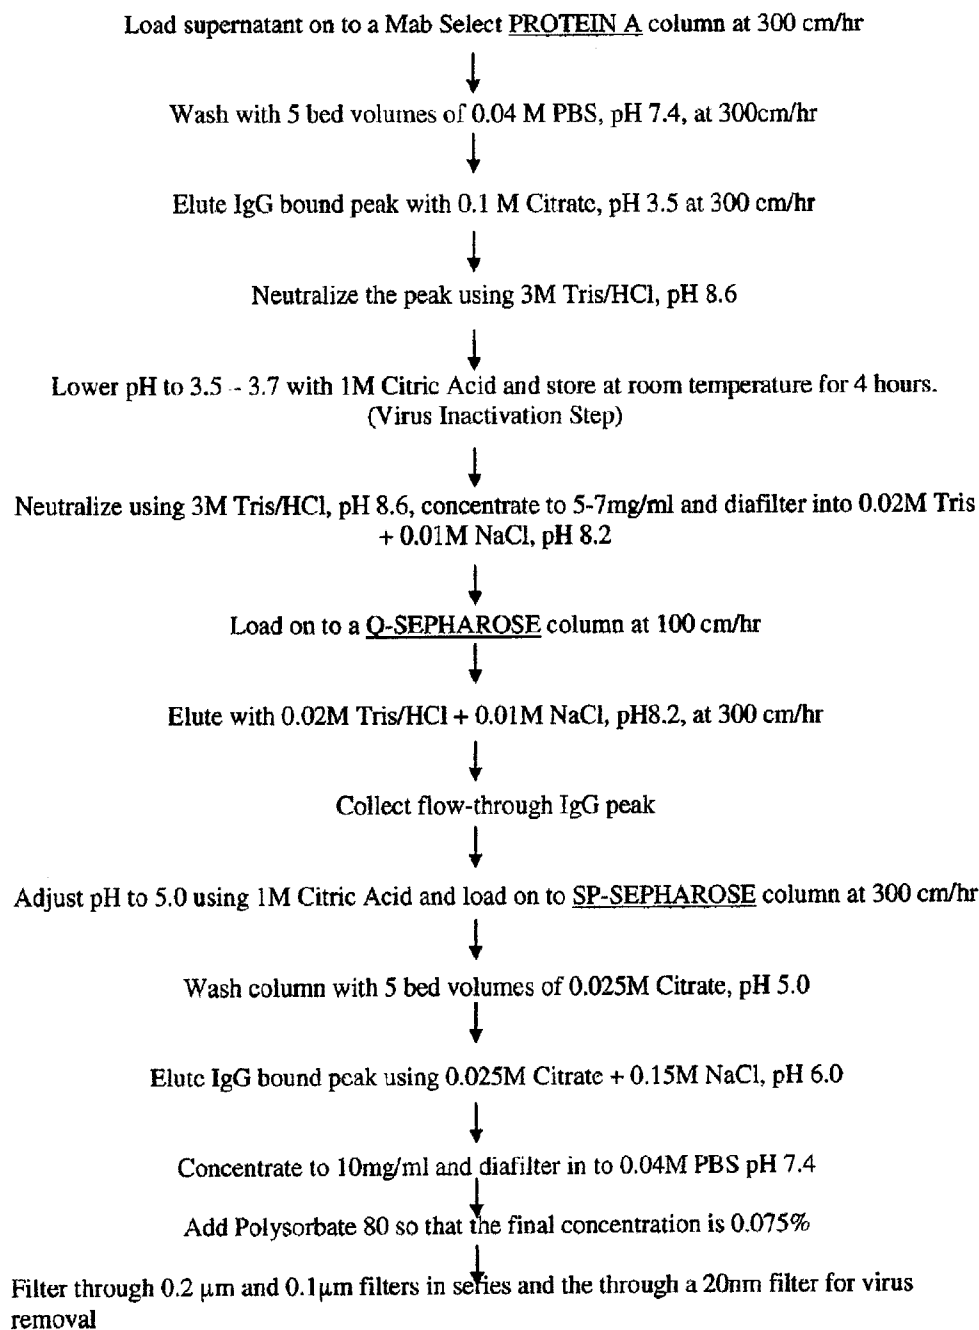 Load supernatant on to a Mab Select PROTEIN A column at 300 cm/hr
Wash with 5 bed volumes of 0.04 M PBS, pH 7.4, at 300cm/hr
Elute IgG bound peak with 0.1 M Citrate, pH 3.5 at 300 cm/hr
Neutralize the peak using 3M Tris/HCl, pH 8.6
Lower pH to 3.5 - 3.7 with 1M Citric Acid and store at room temperature for 4 hours.
(Virus Inactivation Step)
Neutralize using 3M Tris/HCl, pH 8.6, concentrate to 5-7mg/ml and diafilter into 0.02M Tris
+ 0.01M NaCl, pH 8.2
Load on to a Q-SEPHAROSE column at 100 cm/hr
Elute with 0.02M Tris/HCl + 0.01M NaCl, pH8.2, at 300 cm/hr
Collect flow-through IgG peak
Adjust pH to 5.0 using 1M Citric Acid and load on to SP-SEPHAROSE column at 300 cm/hr
Wash column with 5 bed volumes of 0.025M Citrate, pH 5.0
Elute IgG bound peak using 0.025M Citrate + 0.15M NaCl, pH 6.0
Concentrate to 10mg/ml and diafilter in to 0.04M PBS pH 7.4
Add Polysorbate 80 so that the final concentration is 0.075%
Filter through 0.2 μm and 0.1μm filters in series and the through a 20nm filter for virus
removal